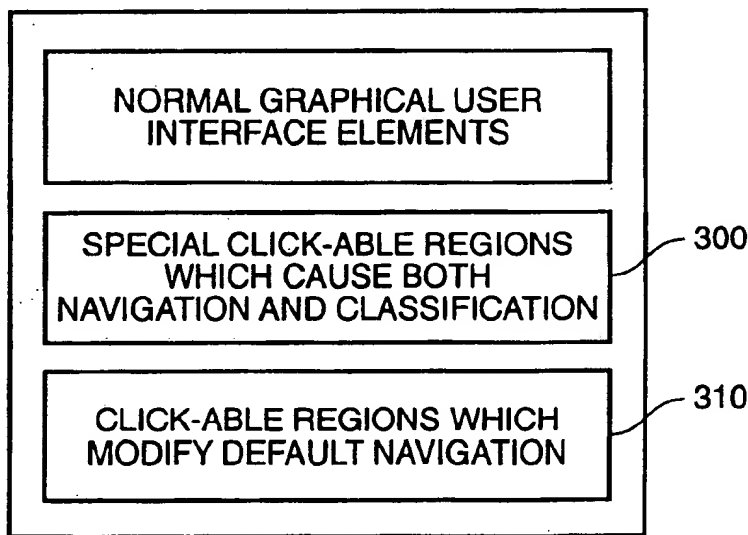 NORMAL GRAPHICAL USER
INTERFACE ELEMENTS
SPECIAL CLICK-ABLE REGIONS
WHICH CAUSE BOTH
NAVIGATION AND CLASSIFICATION
300
CLICK-ABLE REGIONS WHICH
MODIFY DEFAULT NAVIGATION
310